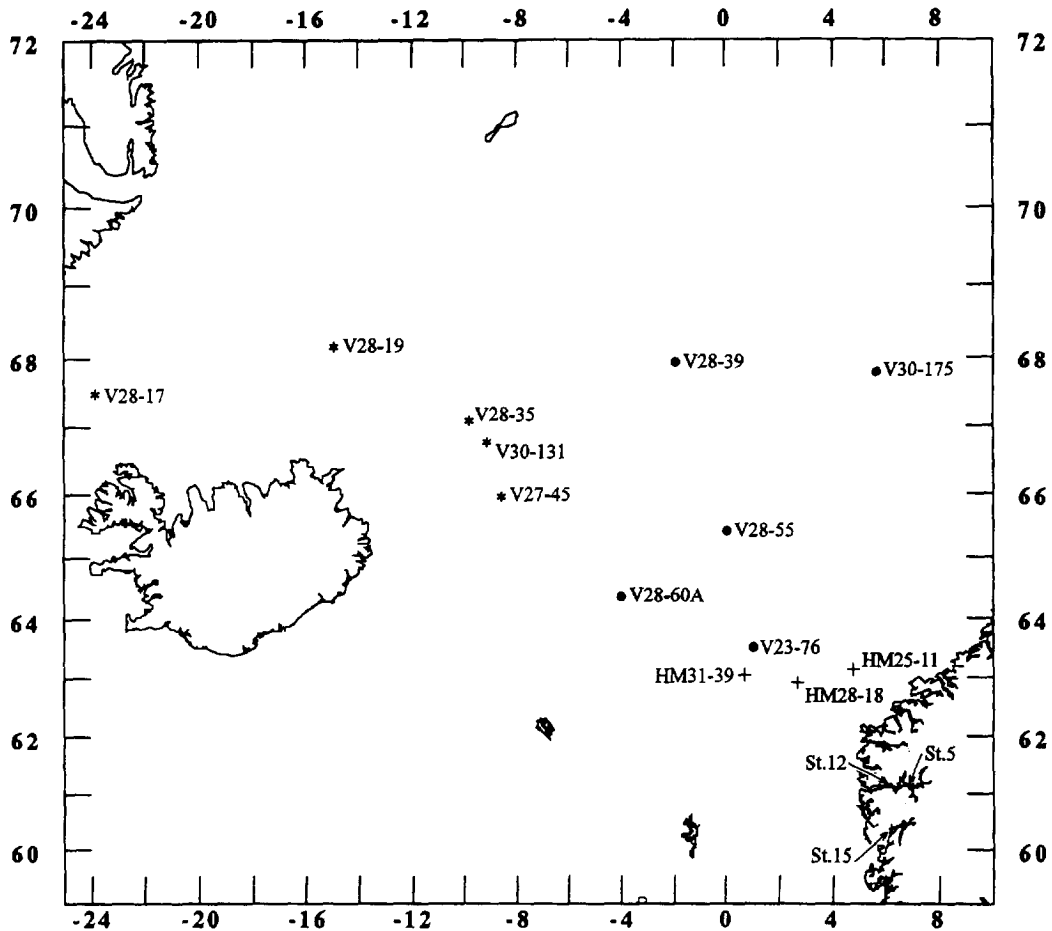 -24 -20 -16 -12 -8 -4 0 4 8
72 72
70 70
68 68
V28-19
V28-39
V30-175
V28-17
V28-35
V30-131
66 66
V27-45
V28-55
V28-60A
64 64
V23-76
HM31-39
HM25-11
HM28-18
62 62
St.12
St.5
60 60
St.15
-24 -20 -16 -12 -8 -4 0 4 8